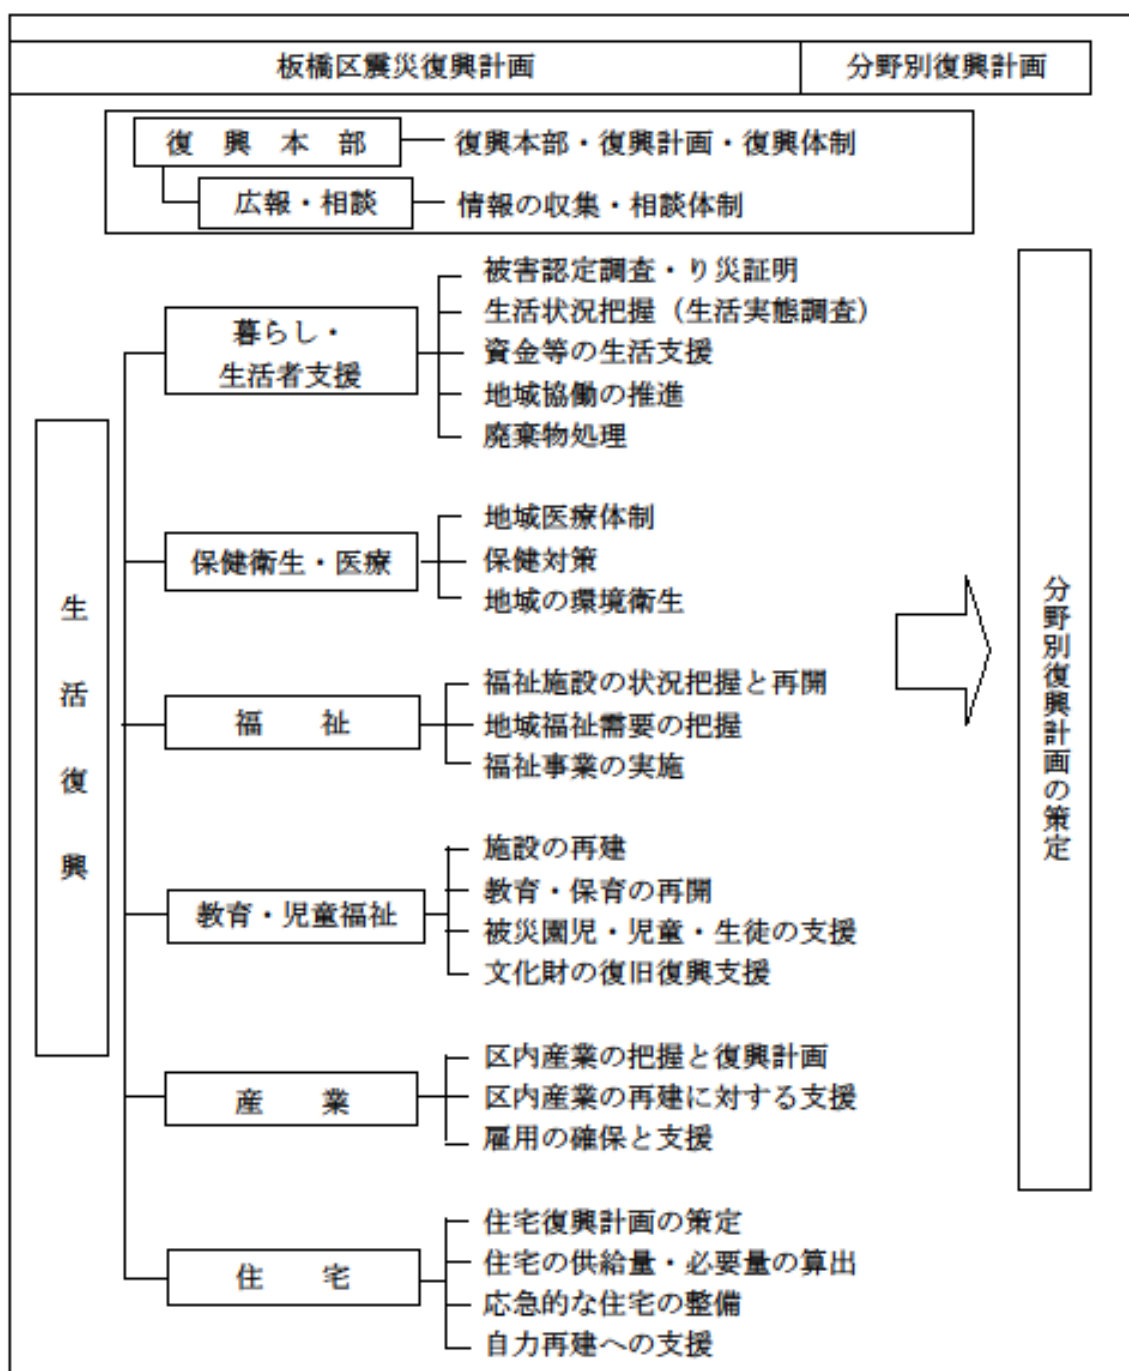 板橋区震災復興計画
分野別復興計画
復興本部
復興本部・復興計画・復興体制
広報・相談
情報の収集・相談体制
生活復興
暮らし・
生活者支援
被害認定調査・り災証明
生活状況把握（生活実態調査）
資金等の生活支援
地域協働の推進
廃棄物処理
保健衛生・医療
地域医療体制
保健対策
地域の環境衛生
福祉
福祉施設の状況把握と再開
地域福祉需要の把握
福祉事業の実施
教育・児童福祉
施設の再建
教育・保育の再開
被災園児・児童・生徒の支援
文化財の復旧復興支援
産業
区内産業の把握と復興計画
区内産業の再建に対する支援
雇用の確保と支援
住宅
住宅復興計画の策定
住宅の供給量・必要量の算出
応急的な住宅の整備
自力再建への支援
分野別復興計画の策定